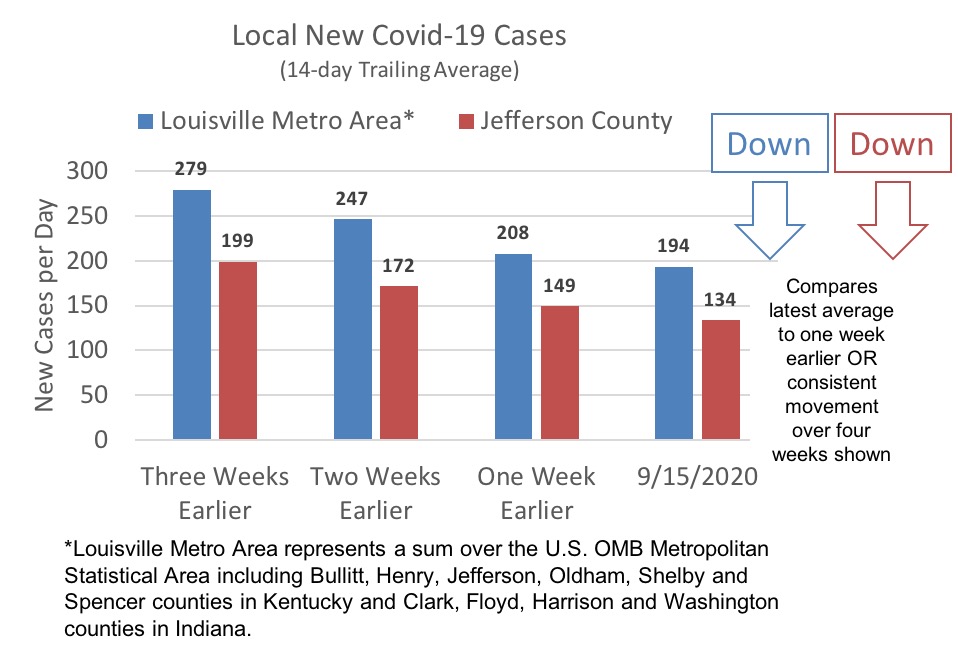 Local New Covid-19 Cases
(14-day Trailing Average)
Louisville Metro Area*
Jefferson County
Down
Down
New Cases per Day
300
250
200
150
100
50
0
279
199
247
172
208
149
194
134
Three Weeks
Earlier
Two Weeks
Earlier
One Week
Earlier
9/15/2020
Compares
latest average
to one week
earlier OR
consistent
movement
over four
weeks shown
*Louisville Metro Area represents a sum over the U.S. OMB Metropolitan
Statistical Area including Bullitt, Henry, Jefferson, Oldham, Shelby and
Spencer counties in Kentucky and Clark, Floyd, Harrison and Washington
counties in Indiana.